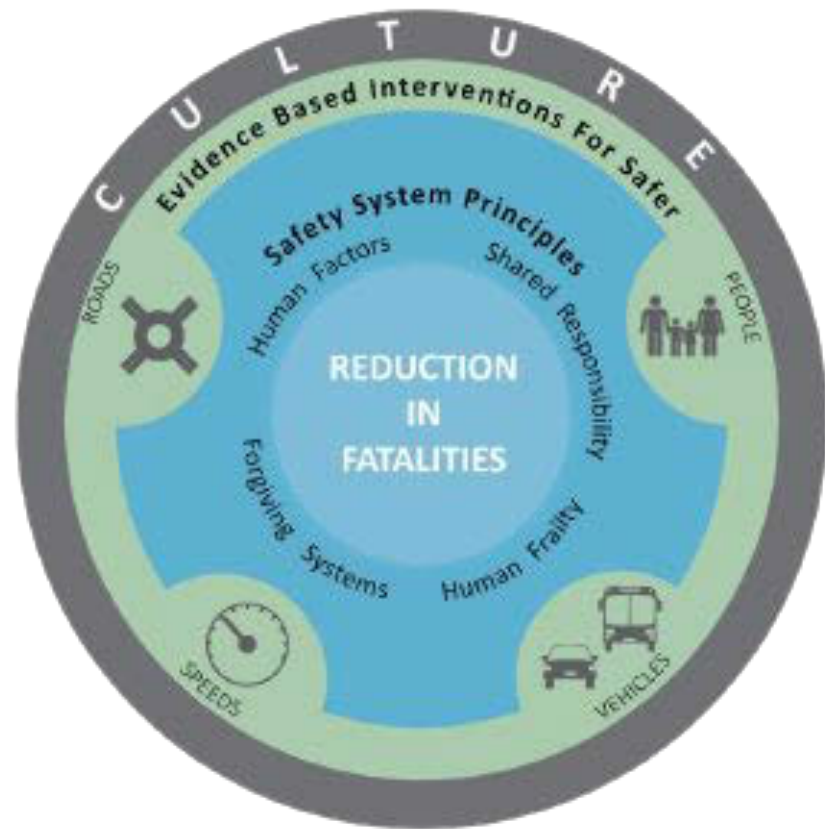 CULTURE
Evidence Based Interventions For Safer
Safety System Principles
Human Factors
Shared Responsibility
ROADS
PEOPLE
REDUCTION
IN
FATALITIES
Forgiving Systems
Human Frailty
SPEEDS
VEHICLES